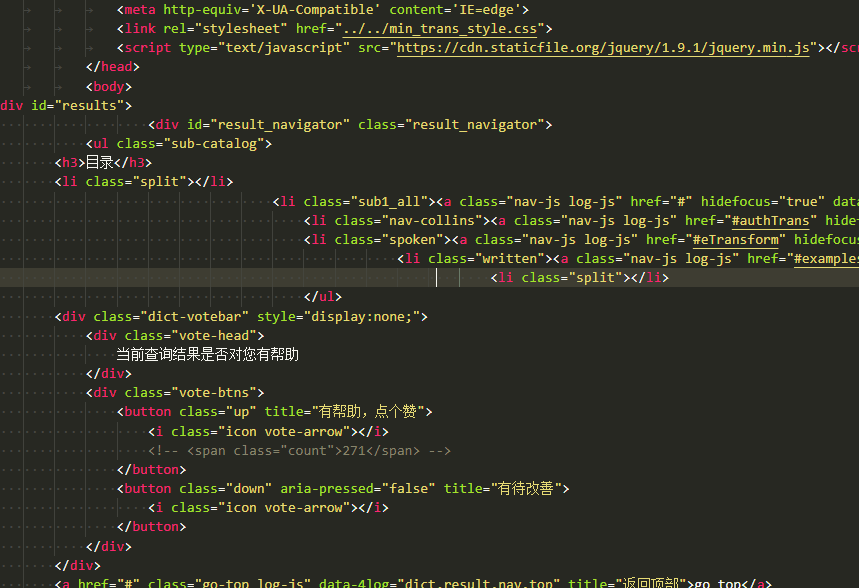 <meta http-equiv='X-UA-Compatible' content='IE=edge'>
<link rel="stylesheet" href="../../min_trans_style.css">
<script type="text/javascript" src="https://cdn.staticfile.org/jquery/1.9.1/jquery.min.js"></scr
</head>
<body>
div id="results">
<div id="result_navigator" class="result_navigator">
<ul class="sub-catalog">
<h3>目录</h3>
<li class="split"></li>
<li class="sub1_all"><a class="nav-js log-js" href="#" hidefocus="true" data
<li class="nav-collins"><a class="nav-js log-js" href="#authTrans" hide
<li class="spoken"><a class="nav-js log-js" href="#eTransform" hidefocus
<li class="written"><a class="nav-js log-js" href="#examples
<li class="split"></li>
</ul>
<div class="dict-votebar" style="display:none;">
<div class="vote-head">
当前查询结果是否对您有帮助
</div>
<div class="vote-btns">
<button class="up" title="有帮助，点个赞">
<i class="icon vote-arrow"></i>
<!-- <span class="count">271</span> -->
</button>
<button class="down" aria-pressed="false" title="有待改善">
<i class="icon vote-arrow"></i>
</button>
</div>
</div>
<a href="#" class="go-top log-js" data-4log="dict.result.nav.top" title="返回顶部">go top</a>